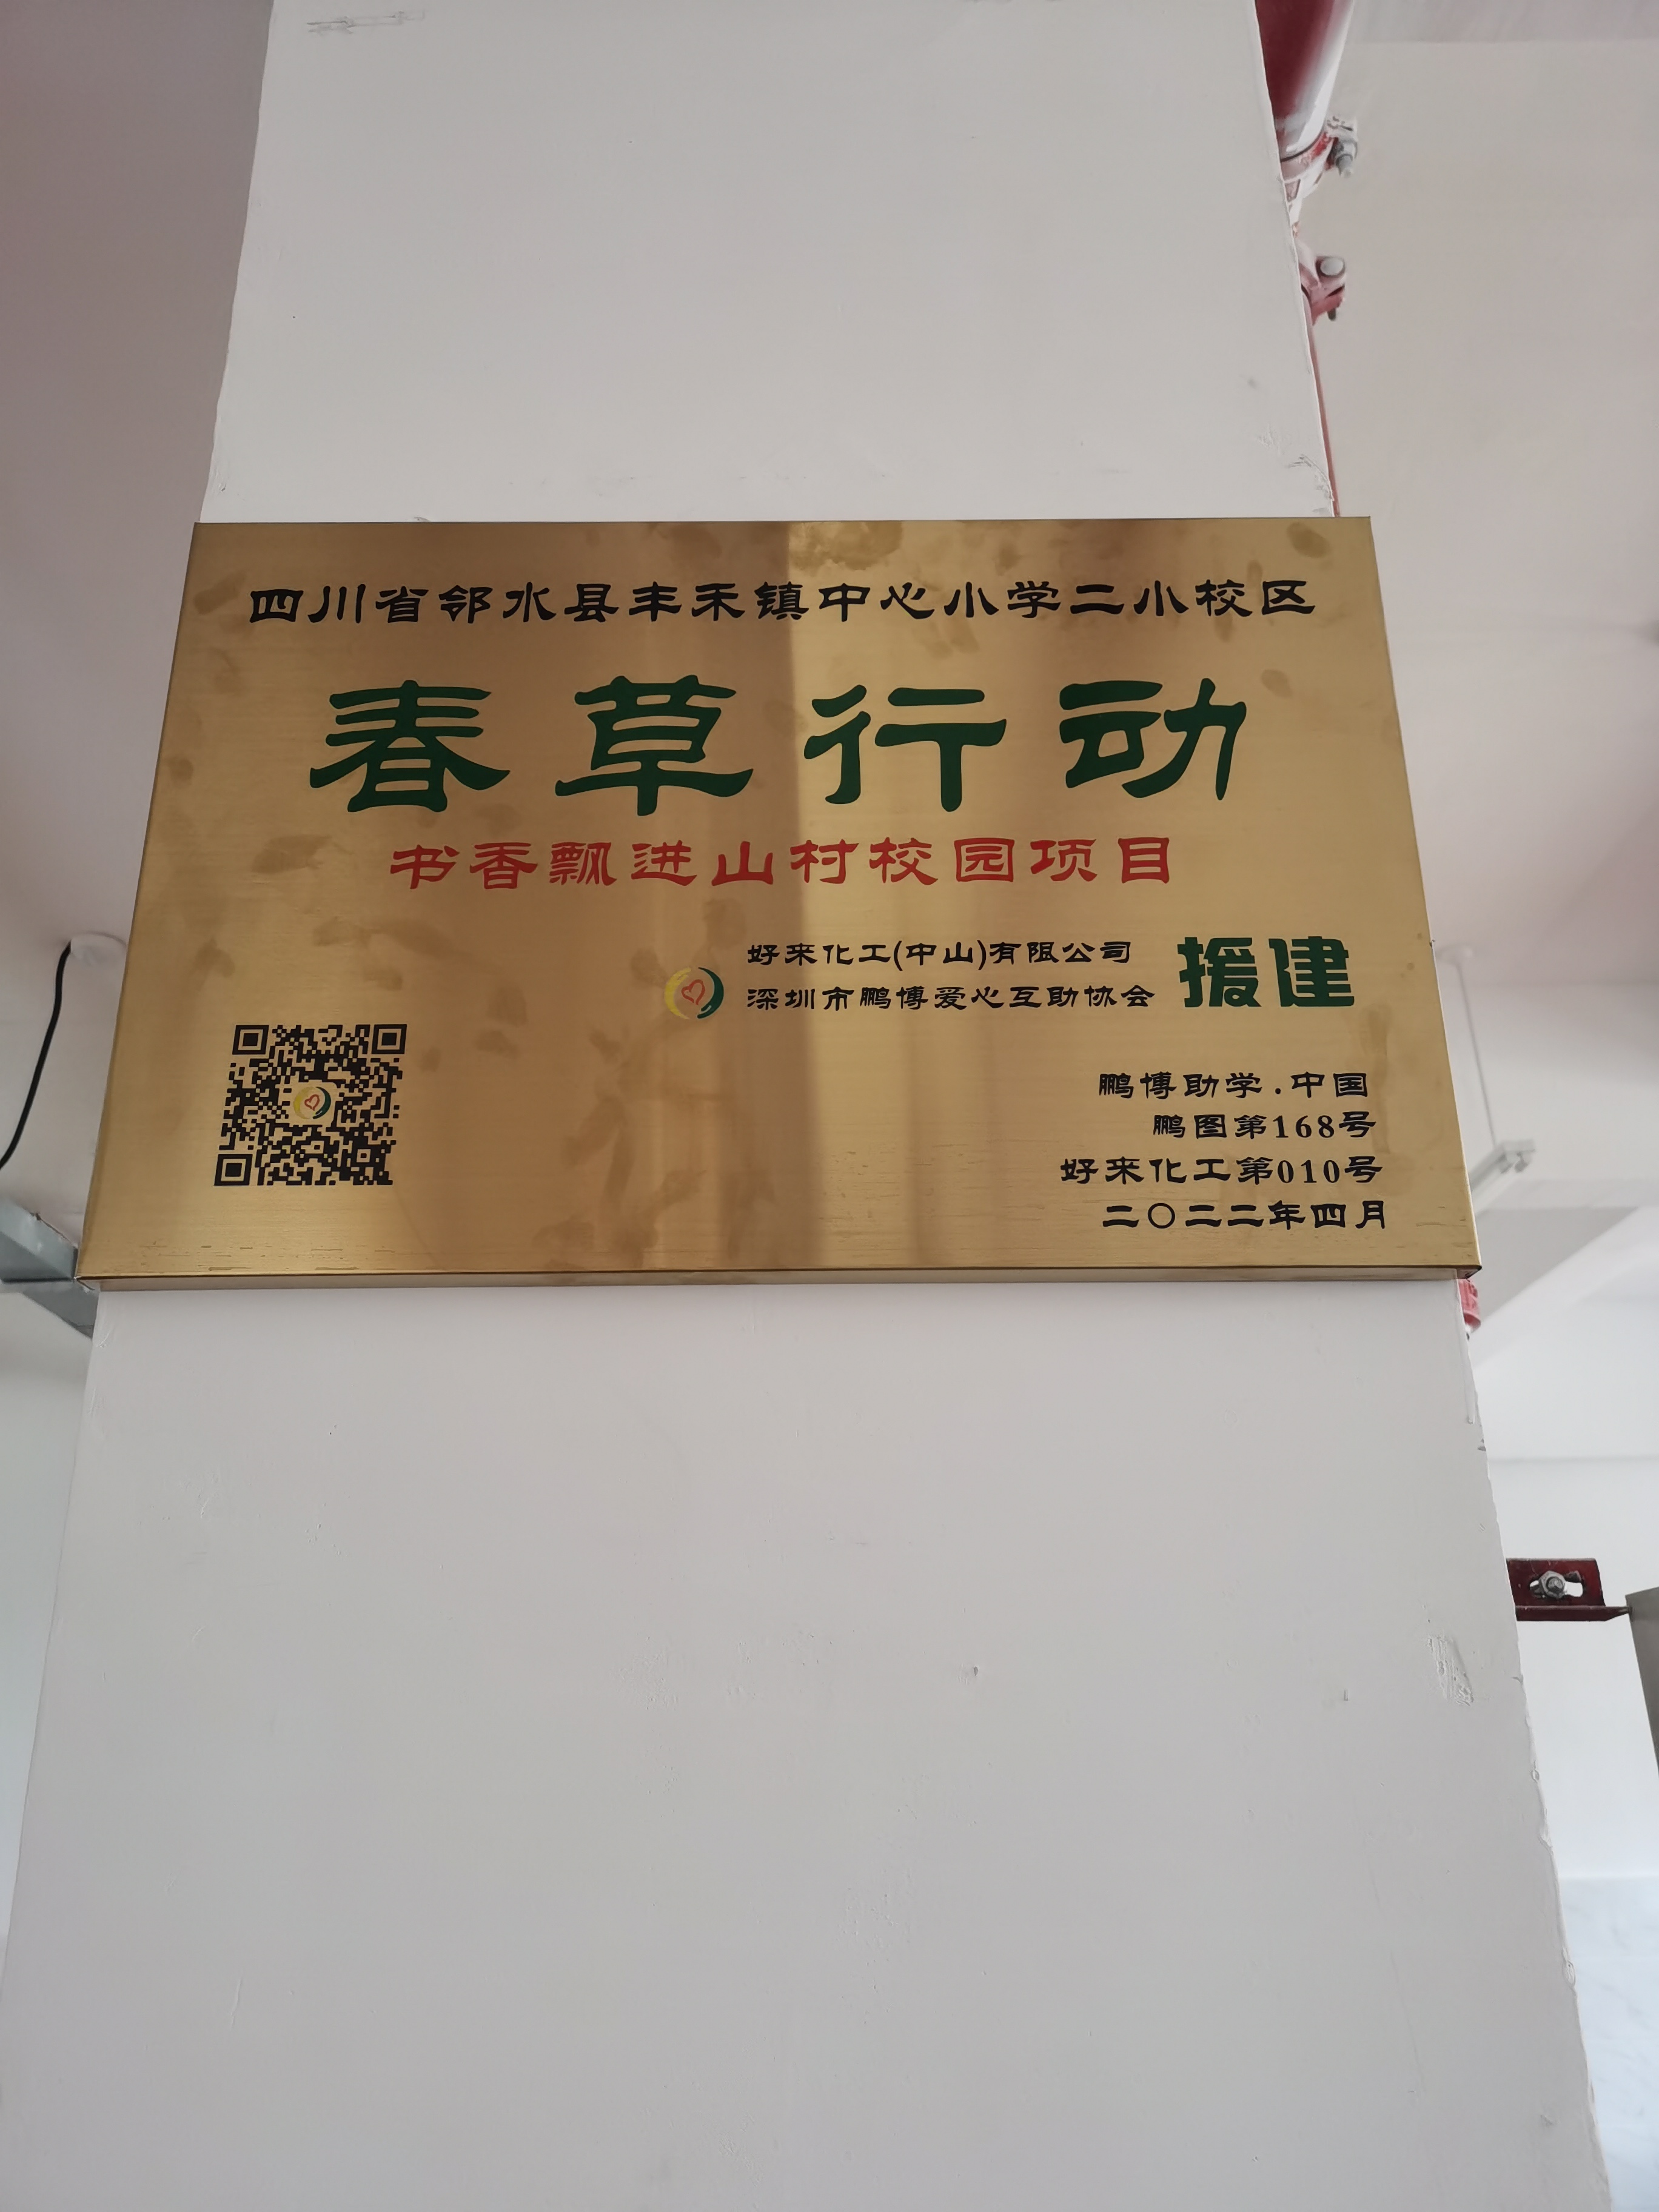 四川省邻水县丰禾镇中心小学二小校区
春草行动
书香飘进山村校园项目
好来化工(中山)有限公司
深圳市鹏博爱心互助协会
援建
鹏博助学.中国
鹏图第168号
好来化工第010号
二〇二二年四月